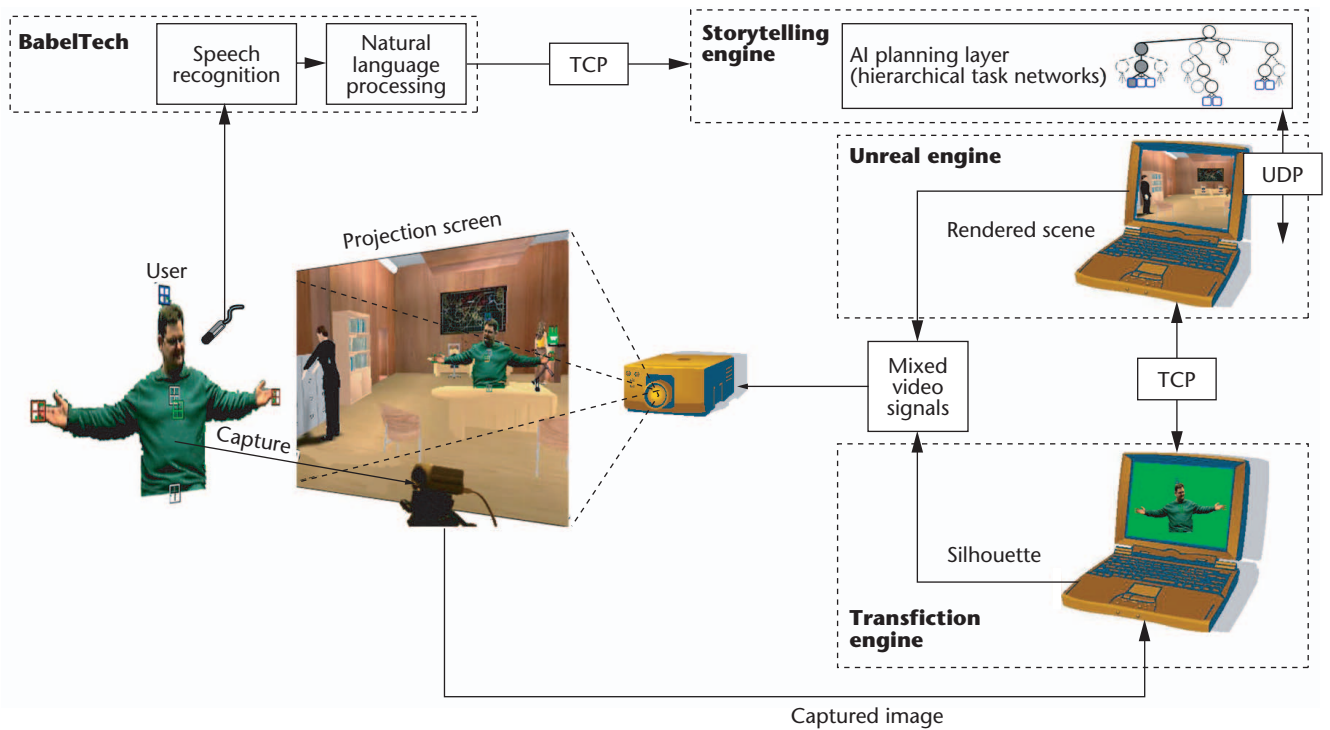 BabelTech
Speech
recognition
Natural
language
processing
TCP
Storytelling
engine
AI planning layer
(hierarchical task networks)
Unreal engine
UDP
Rendered scene
Projection screen
User
Capture
Mixed
video
signals
TCP
Silhouette
Transfiction
engine
Captured image